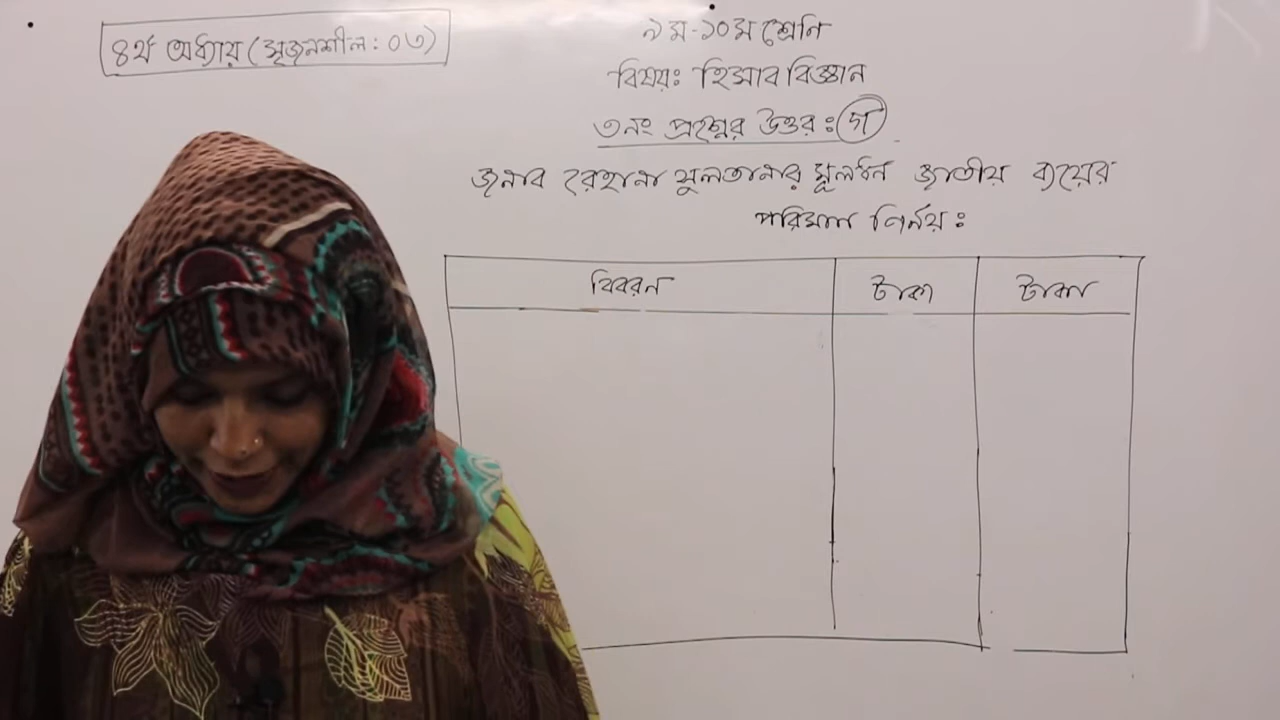 ৪র্থ অধ্যায় (সৃজনশীল: ০৩)
৯ম-১০ম শ্রেনি
বিষয়ঃ হিসাব বিজ্ঞান
৩নং প্রশ্নের উত্তর : গ
জনাব রেহানা সুলতানার মূলধন জাতীয় ব্যয়ের
পরিমান নির্নয় :
বিবরন টাকা টাকা